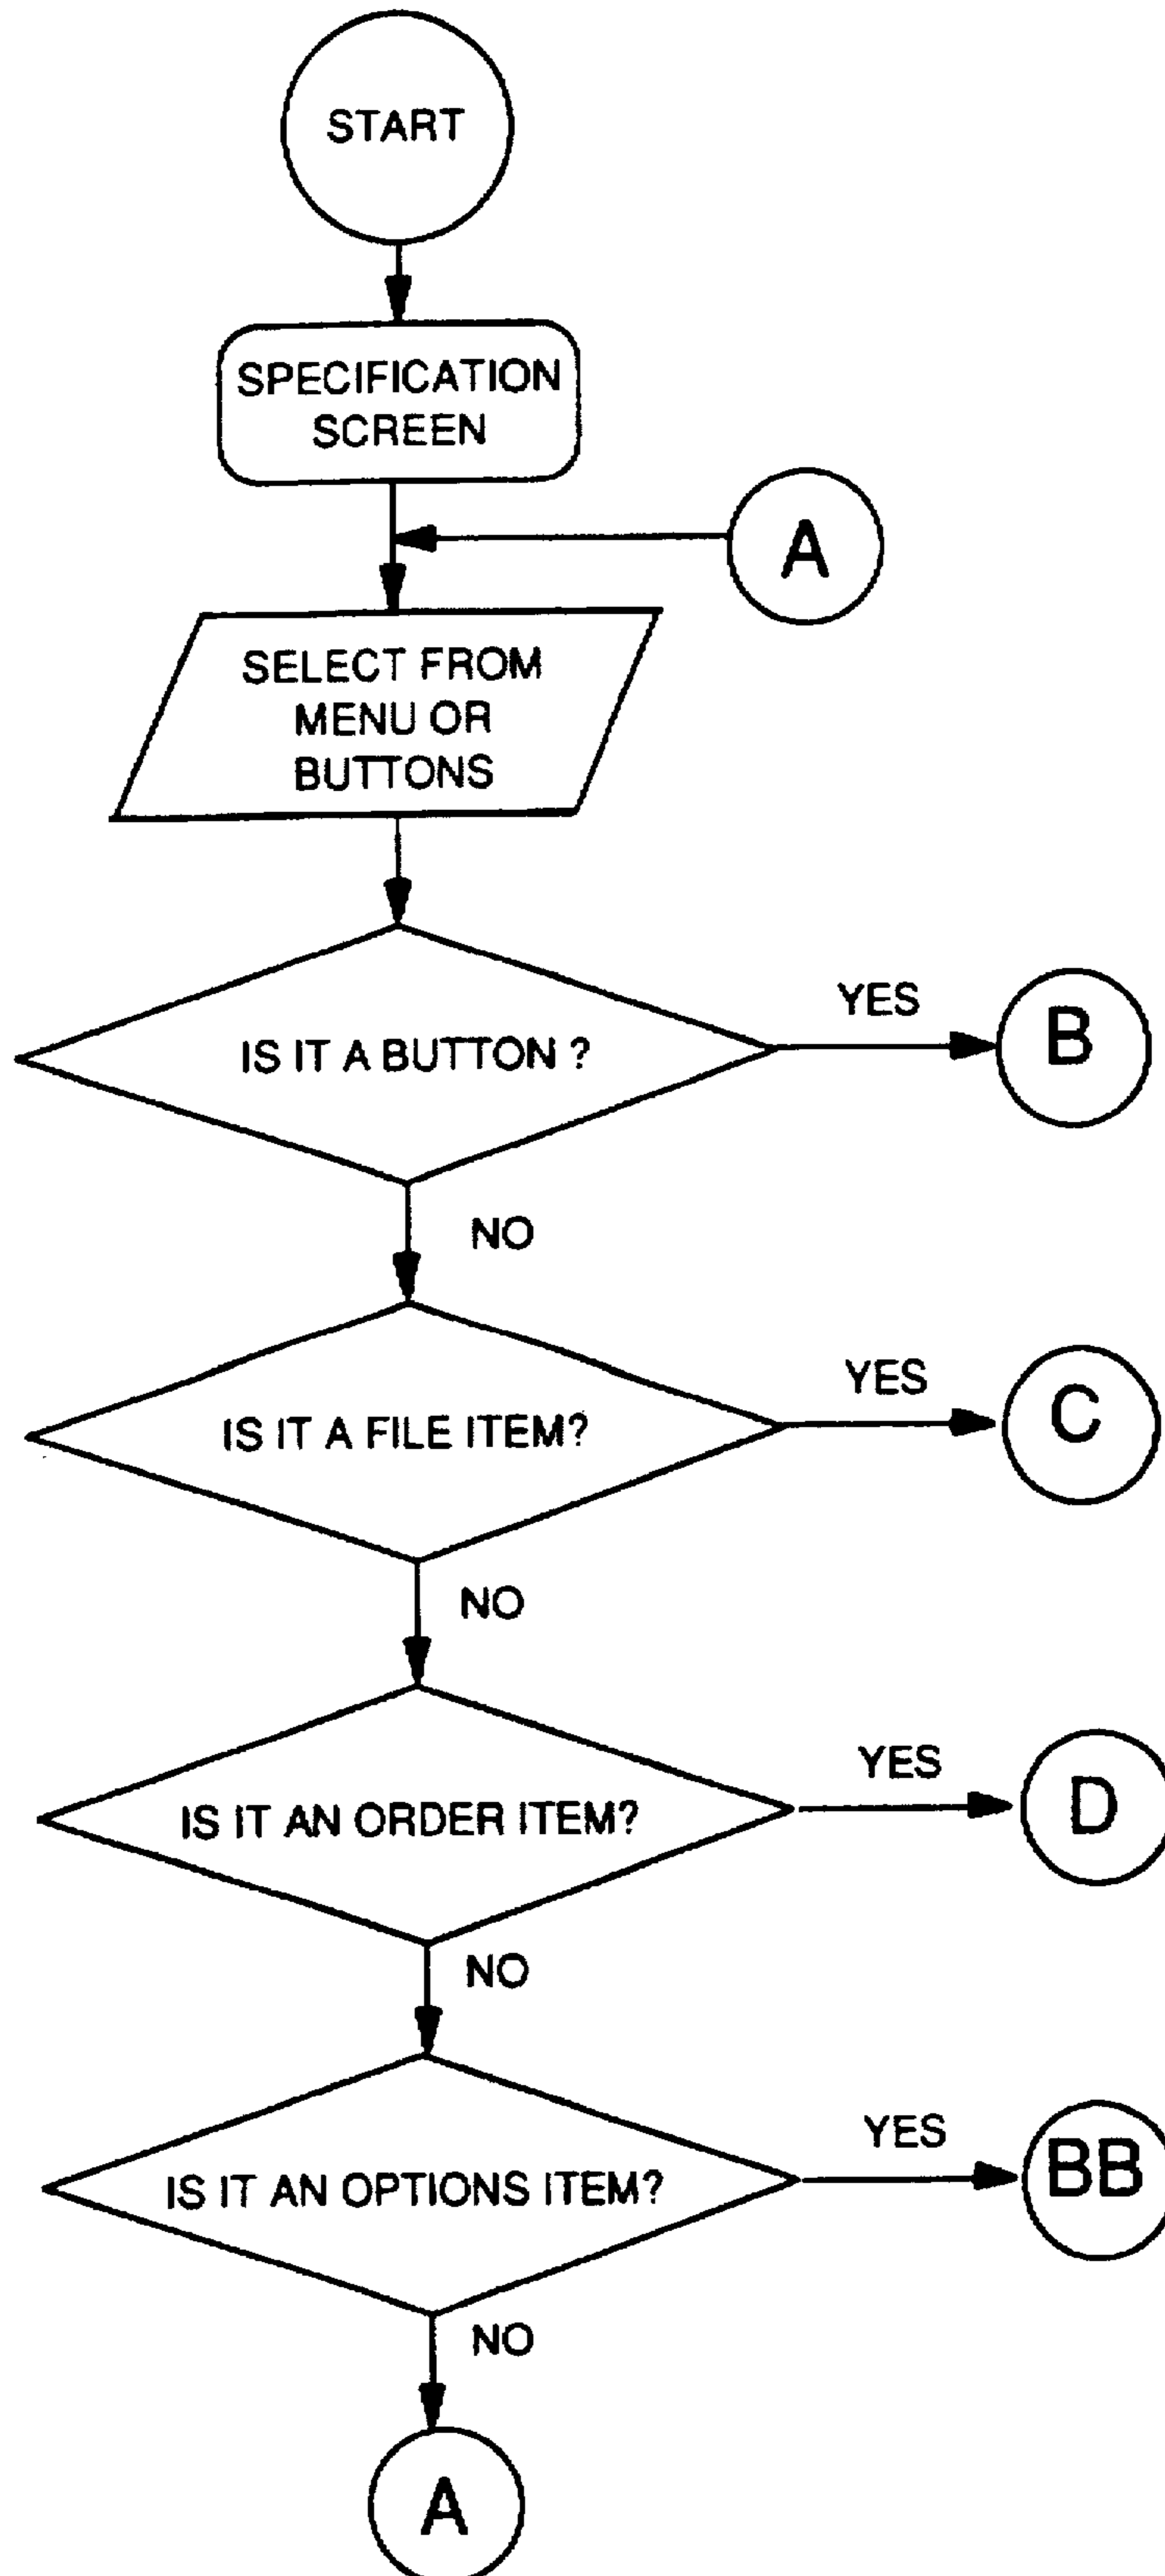 START
SPECIFICATION
SCREEN
A
SELECT FROM
MENU OR
BUTTONS
IS IT A BUTTON ?
YES
B
NO
IS IT A FILE ITEM?
YES
C
NO
IS IT AN ORDER ITEM?
YES
D
NO
IS IT AN OPTIONS ITEM?
YES
BB
NO
A